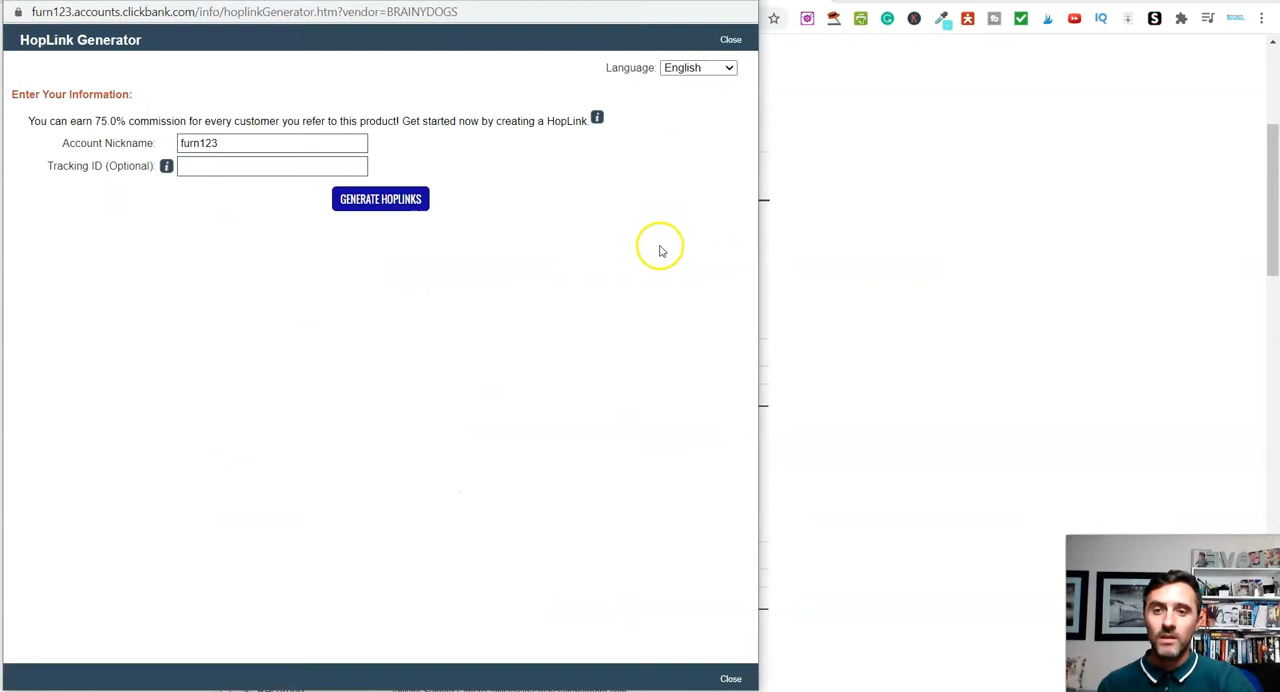 furn123.accounts.clickbank.com/info/hoplinkGenerator.htm?vendor=BRAINYDOGS
HopLink Generator
Close
Language: English
Enter Your Information:
You can earn 75.0% commission for every customer you refer to this product! Get started now by creating a HopLink.
Account Nickname: furn123
Tracking ID (Optional):
GENERATE HOPLINKS
Close